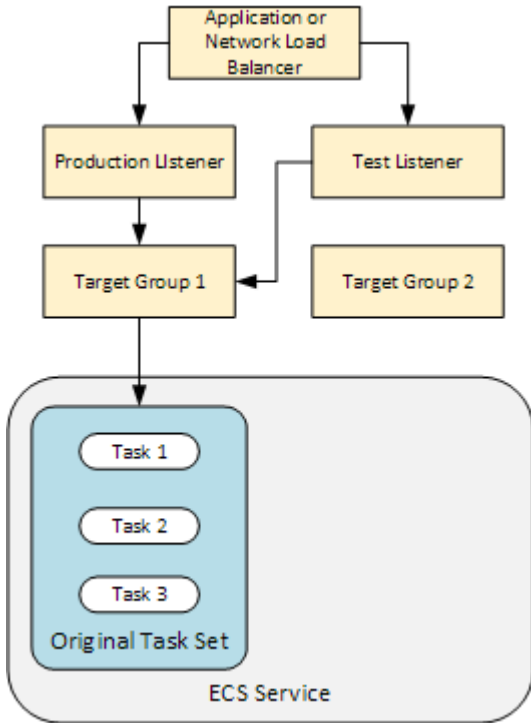 Application or
Network Load
Balancer
Production LIstener
Test Listener
Target Group 1
Target Group 2
Task 1
Task 2
Task 3
Original Task Set
ECS Service